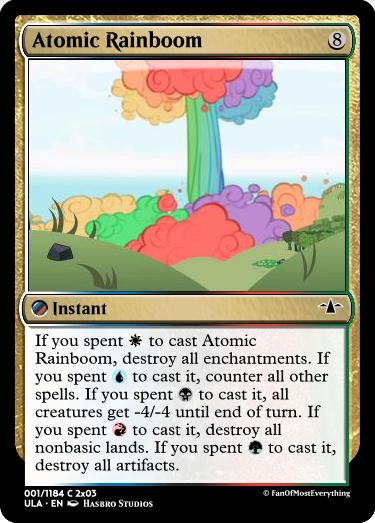 Atomic Rainboom 8
Instant
If you spent to cast Atomic
Rainboom, destroy all enchantments. If
you spent to cast it, counter all other
spells. If you spent to cast it, all
creatures get -4/-4 until end of turn. If
you spent to cast it, destroy all
nonbasic lands. If you spent to cast it,
destroy all artifacts.
001/1184 C 2x03
ULA · EN Hasbro Studios
© FanOfMostEverything